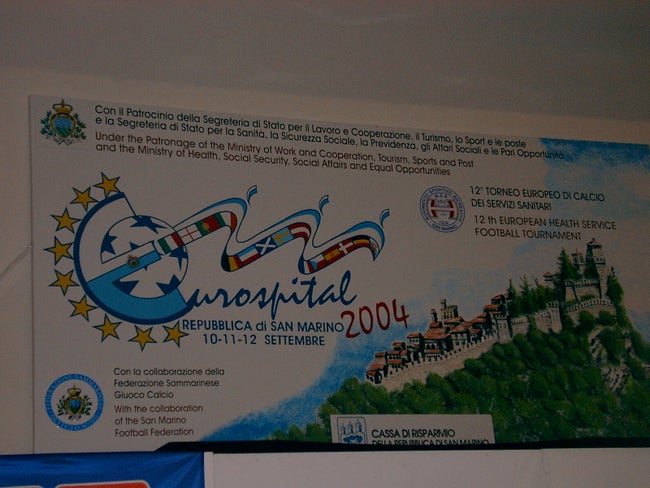 Con il Patrocinio della Segreteria di Stato per il Lavoro e Cooperazione, il Turismo, lo Sport e le poste
e la Segreteria di Stato per la Sanità, la Sicurezza Sociale, la Previdenza, gli Affari Sociali e le Pari Opportunità
Under the Patronage of the Ministry of Work and Cooperation, Tourism, Sports and Post
and the Ministry of Health, Social Security, Social Affairs and Equal Opportunities
12° TORNEO EUROPEO DI CALCIO
DEI SERVIZI SANITARI
12 th EUROPEAN HEALTH SERVICE
FOOTBALL TOURNAMENT
SAN MARINO
Eurospital
2004
REPUBBLICA di SAN MARINO
10-11-12 SETTEMBRE
Con la collaborazione della
Federazione Sammarinese
Giuoco Calcio
With the collaboration
of the San Marino
Football Federation
CASSA DI RISPARMIO
DELLA REPUBBLICA DI SAN MARINO